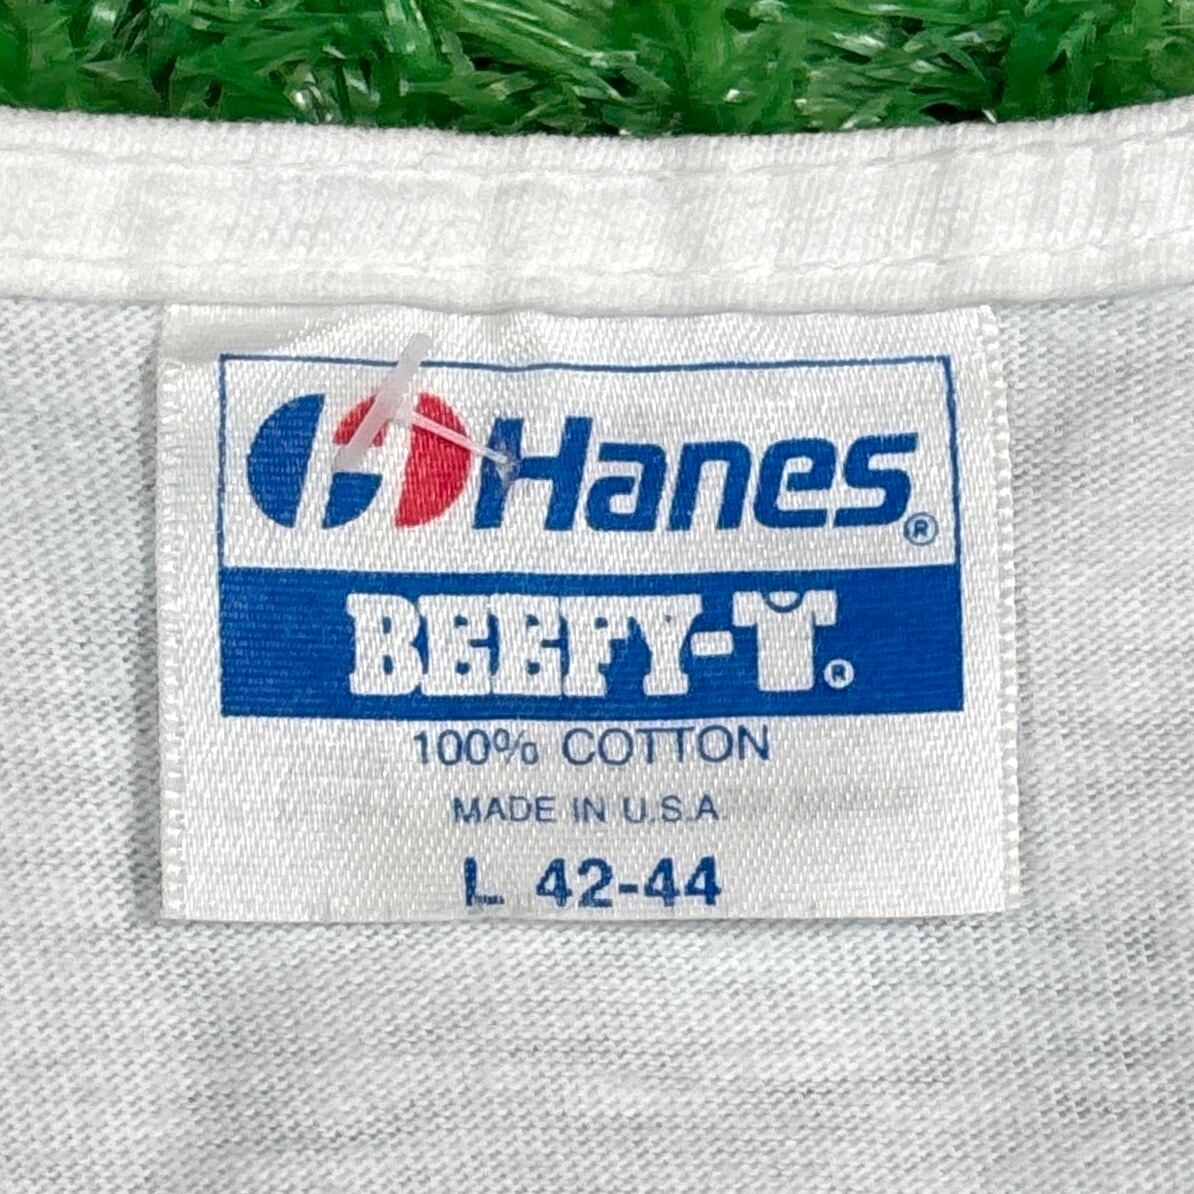 Hanes®
BEEFY-T®
100% COTTON
MADE IN U.S.A.
L 42-44